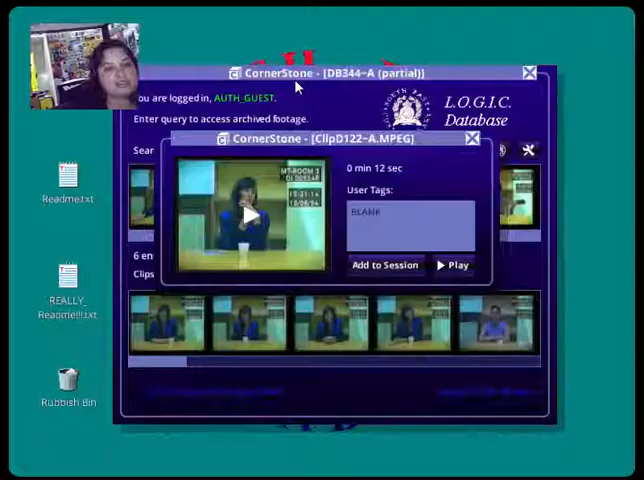 CornerStone - [DB344~A (partial)]
You are logged in, AUTH_GUEST.
Enter query to access archived footage.
L.O.G.I.C.
Database
CornerStone - [ClipD122~A.MPEG]
Sear
0 min 12 sec
User Tags:
BLANK
Add to Session
Play
6 en
Clips
Readme.txt
REALLY_
Readme!!!.txt
Rubbish Bin